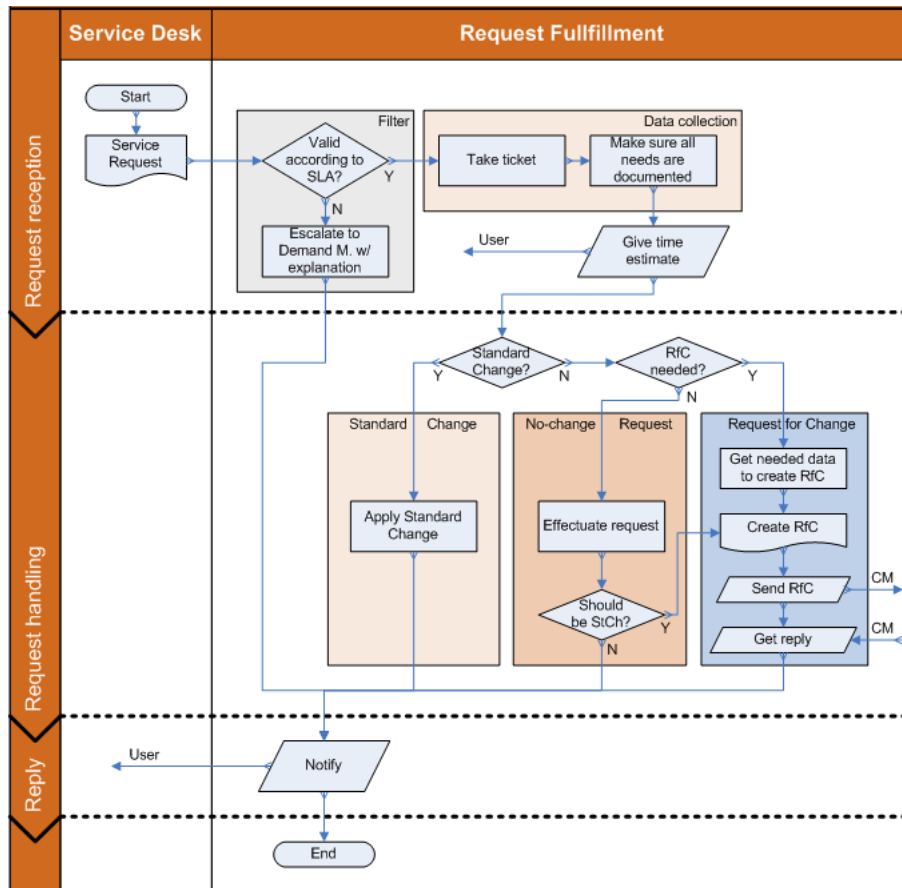 Service Desk
Request Fullfillment
Request reception
Start
Service
Request
Filter
Valid
according to
SLA?
Y
N
Escalate to
Demand M. w/
explanation
Data collection
Take ticket
Make sure all
needs are
documented
User
Give time
estimate
Request handling
Standard
Change?
Y
N
RfC
needed?
Y
N
Standard Change
Apply Standard
Change
No-change Request
Effectuate request
Should
be StCh?
Y
N
Request for Change
Get needed data
to create RfC
Create RfC
Send RfC
CM
Get reply
CM
Reply
User
Notify
End